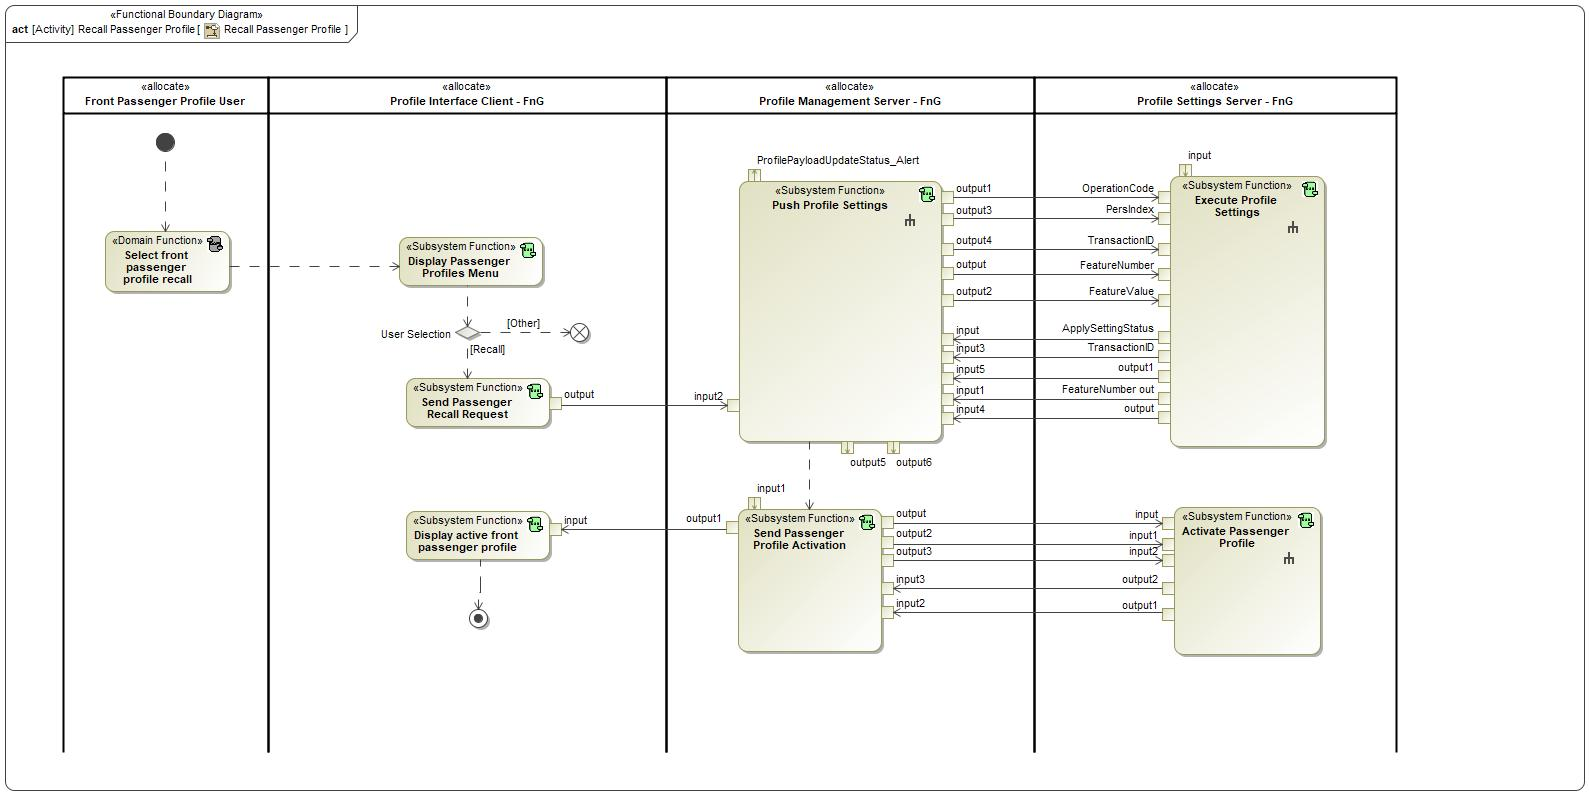 «Functional Boundary Diagram»
act [Activity] Recall Passenger Profile [ Recall Passenger Profile ]
«allocate»
Front Passenger Profile User
«allocate»
Profile Interface Client - FnG
«allocate»
Profile Management Server - FnG
«allocate»
Profile Settings Server - FnG
«Domain Function»
Select front
passenger
profile recall
«Subsystem Function»
Display Passenger
Profiles Menu
User Selection
[Other]
[Recall]
«Subsystem Function»
Send Passenger
Recall Request
output
input2
ProfilePayloadUpdateStatus_Alert
«Subsystem Function»
Push Profile Settings
output1
output3
output4
output
output2
input
input3
input5
input1
input4
output5
output6
input
OperationCode
PersIndex
TransactionID
FeatureNumber
FeatureValue
ApplySettingStatus
TransactionID
output1
FeatureNumber out
output
«Subsystem Function»
Execute Profile
Settings
«Subsystem Function»
Display active front
passenger profile
input
output1
input1
«Subsystem Function»
Send Passenger
Profile Activation
output
output2
output3
input3
input2
input
input1
input2
output2
output1
«Subsystem Function»
Activate Passenger
Profile